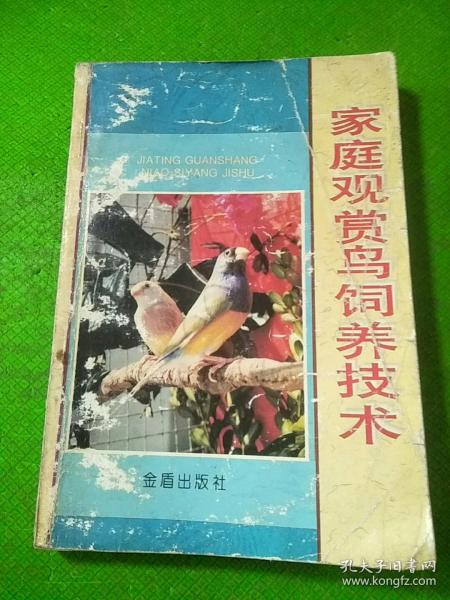 家庭观赏鸟饲养技术
JIATING GUANSHANG
NIAO SIYANG JISHU
金盾出版社
孔夫子旧书网
www.kongfz.com